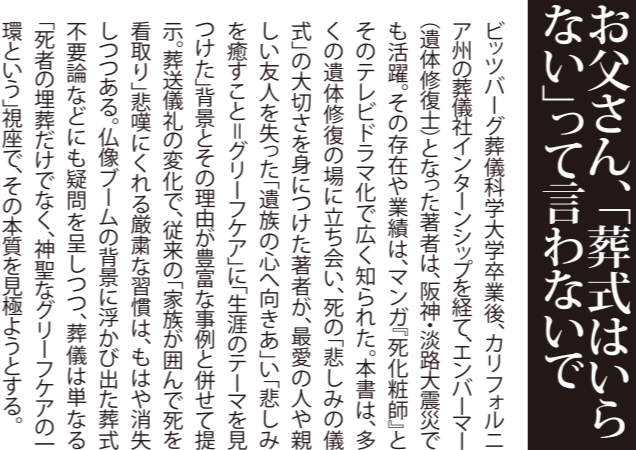 お父さん、「葬式はいら
ない」って言わないで
ピッツバーグ葬儀科学大学卒業後、カリフォルニ
ア州の葬儀社インターンシップを経て、エンバーマー
（遺体修復士）となった著者は、阪神・淡路大震災で
も活躍。その存在や業績は、マンガ『死化粧師』と
そのテレビドラマ化で広く知られた。本書は、多
くの遺体修復の場に立ち会い、死の「悲しみの儀
式」の大切さを身につけた著者が、最愛の人や親
しい友人を失った「遺族の心へ向きあ」い「悲しみ
を癒すこと＝グリーフケア」に「生涯のテーマを見
つけた」背景とその理由が豊富な事例と併せて提
示。葬送儀礼の変化で、従来の「家族が囲んで死を
看取り」悲嘆にくれる厳粛な習慣は、もはや消失
しつつある。仏像ブームの背景に浮かび出た葬式
不要論などにも疑問を呈しつつ、葬儀は単なる
「死者の埋葬だけでなく、神聖なグリーフケアの一
環という」視座で、その本質を見極めようとする。